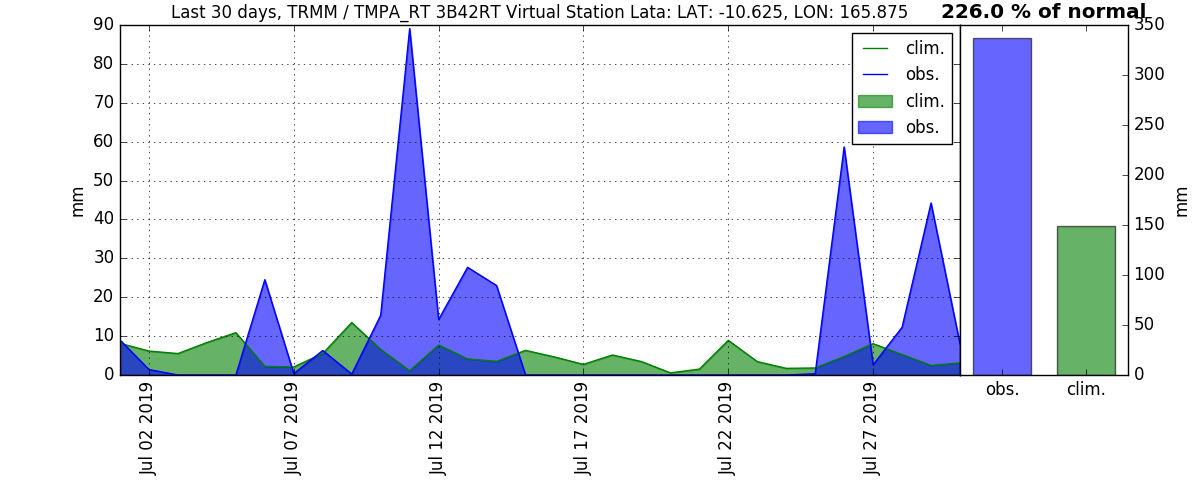 Last 30 days, TRMM / TMPA_RT 3B42RT Virtual Station Lata: LAT: -10.625, LON: 165.875
226.0 % of normal
90
80
70
60
50
40
30
20
10
0
mm
clim.
obs.
clim.
obs.
Jul 02 2019
Jul 07 2019
Jul 12 2019
Jul 17 2019
Jul 22 2019
Jul 27 2019
350
300
250
200
150
100
50
0
mm
obs.
clim.